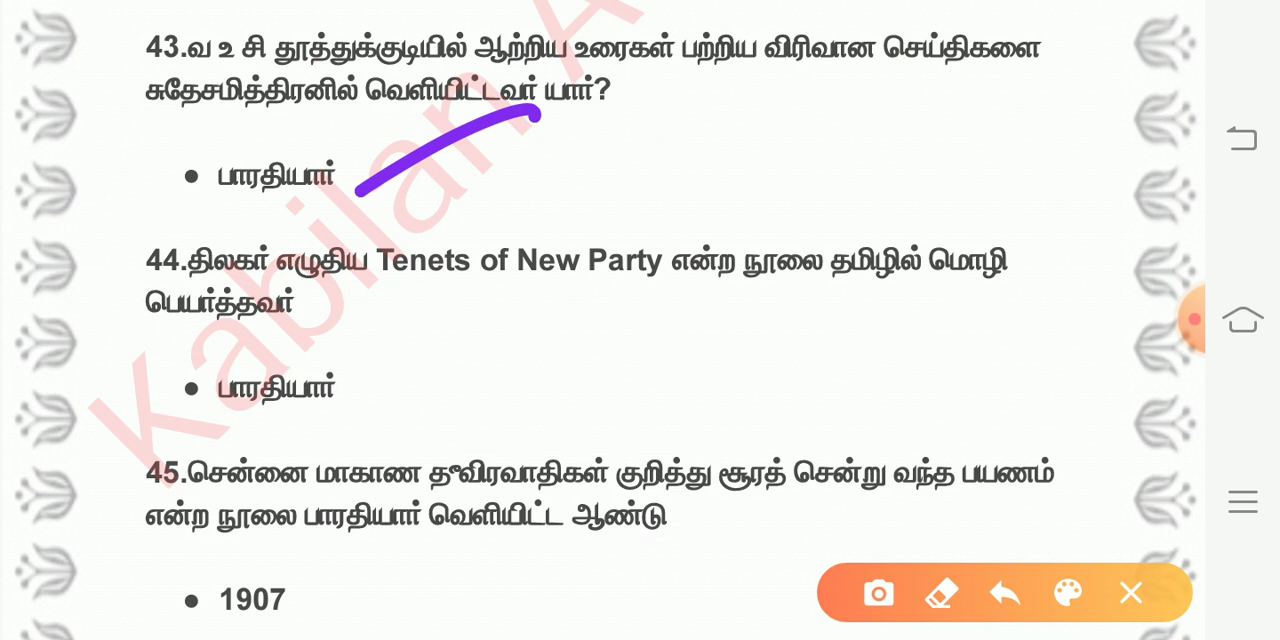 43.வ உ சி தூத்துக்குடியில் ஆற்றிய உரைகள் பற்றிய விரிவான செய்திகளை
சுதேசமித்திரனில் வெளியிட்டவர் யார்?
● பாரதியார்
44.திலகர் எழுதிய Tenets of New Party என்ற நூலை தமிழில் மொழி
பெயர்த்தவர்
● பாரதியார்
45.சென்னை மாகாண தீவிரவாதிகள் குறித்து சூரத் சென்று வந்த பயணம்
என்ற நூலை பாரதியார் வெளியிட்ட ஆண்டு
● 1907
Kabilan A